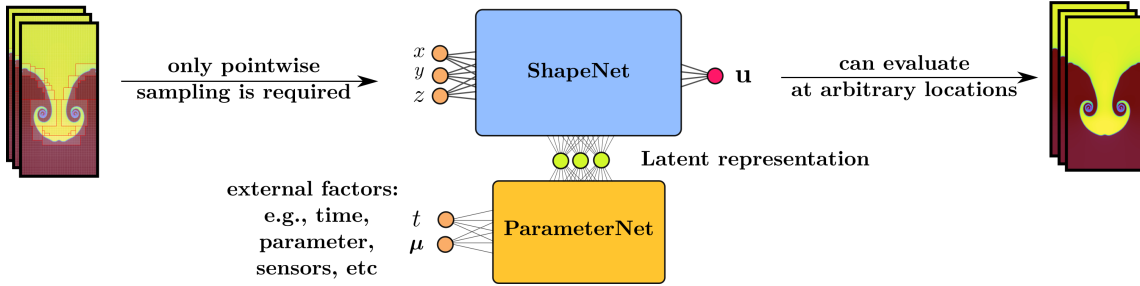 only pointwise
sampling is required
x
y
z
ShapeNet
u
can evaluate
at arbitrary locations
Latent representation
external factors:
e.g., time,
parameter,
sensors, etc
t
μ
ParameterNet